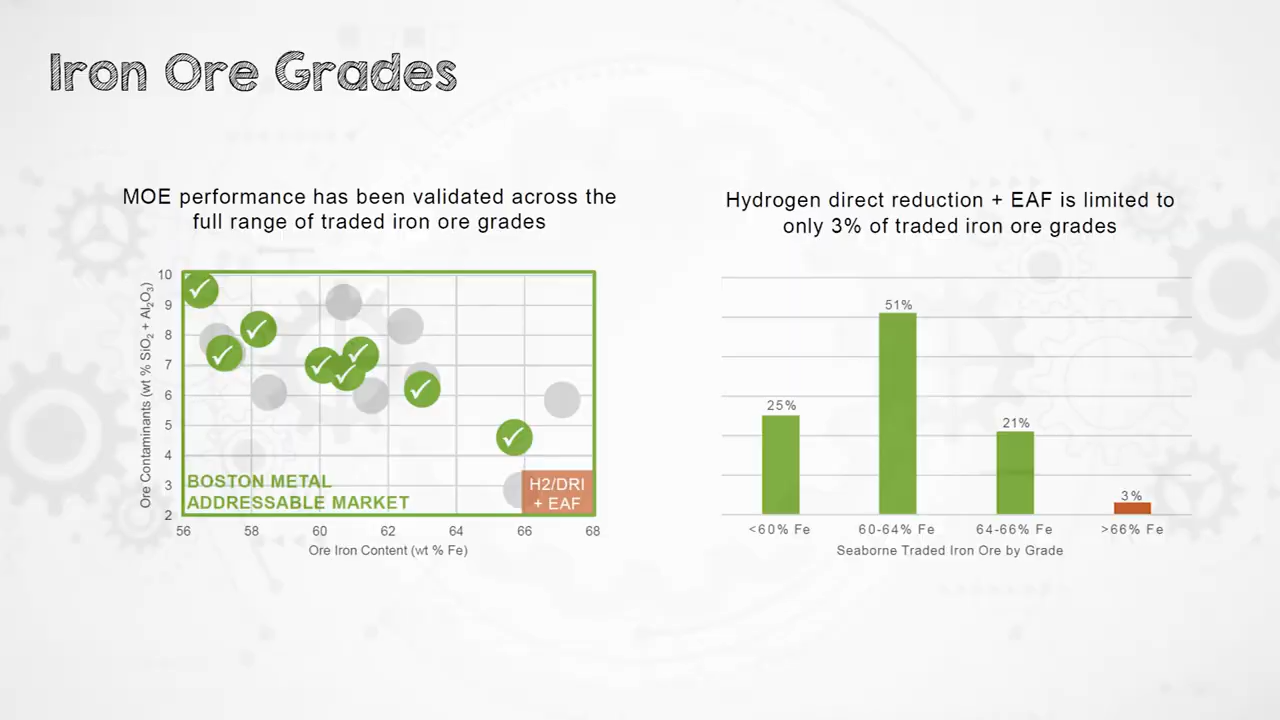 Iron Ore Grades
MOE performance has been validated across the
full range of traded iron ore grades
Ore Contaminants (wt % SiO₂ + Al₂O₃)
10
9
8
7
6
5
4
3
2
BOSTON METAL
ADDRESSABLE MARKET
H2/DRI
+ EAF
56
58
60
62
64
66
68
Ore Iron Content (wt % Fe)
Hydrogen direct reduction + EAF is limited to
only 3% of traded iron ore grades
25%
51%
21%
3%
<60% Fe
60-64% Fe
64-66% Fe
>66% Fe
Seaborne Traded Iron Ore by Grade